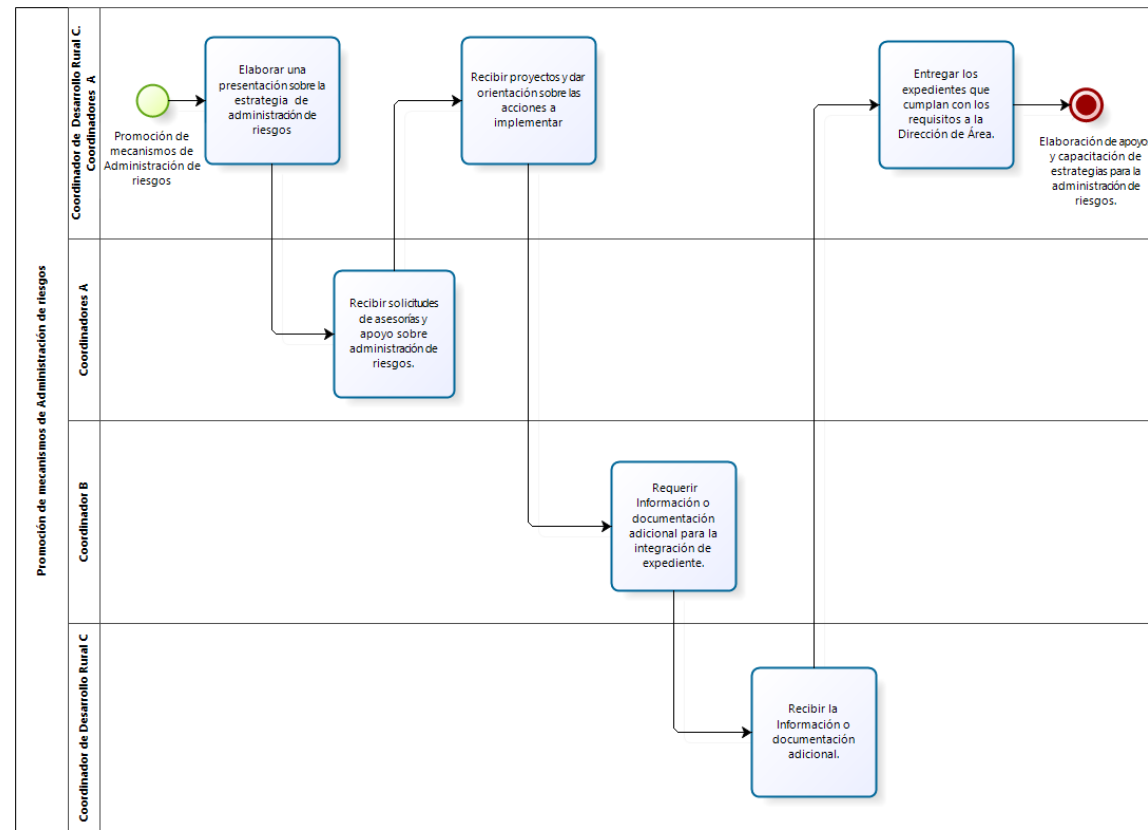 Promoción de mecanismos de Administración de riesgos
Coordinador de Desarrollo Rural C.
Coordinadores A
Promoción de
mecanismos de
Administración de
riesgos
Elaborar una
presentación sobre la
estrategia de
administración de
riesgos
Recibir proyectos y dar
orientación sobre las
acciones a
implementar
Entregar los
expedientes que
cumplan con los
requisitos a la
Dirección de Área.
Elaboración de apoyo
y capacitación de
estrategias para la
administración de
riesgos.
Coordinadores A
Recibir solicitudes
de asesorías y
apoyo sobre
administración de
riesgos.
Coordinador B
Requerir
Información o
documentación
adicional para la
integración de
expediente.
Coordinador de Desarrollo Rural C
Recibir la
Información o
documentación
adicional.